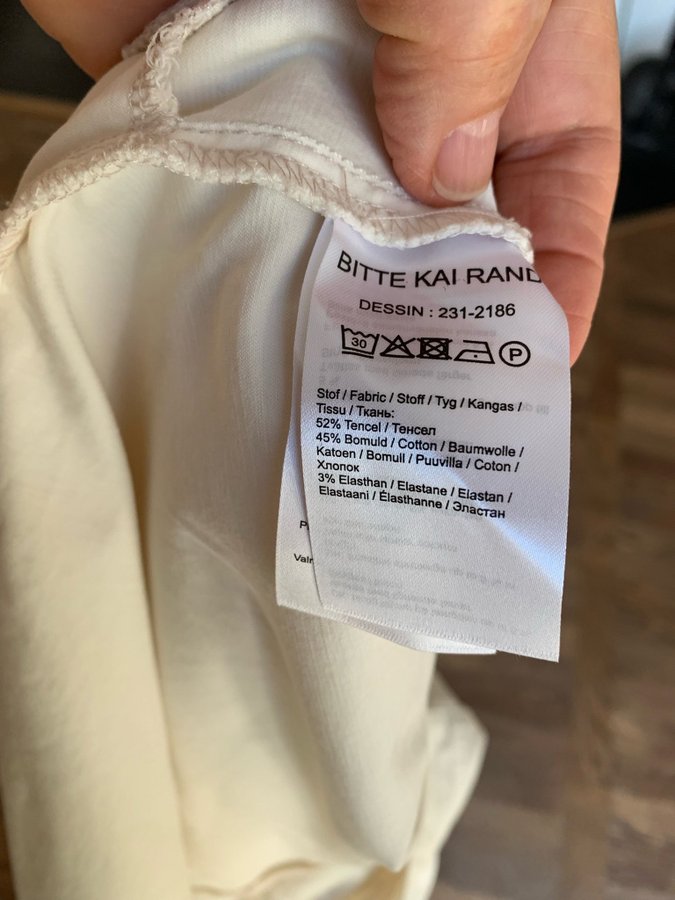 BITTE KAI RAND
DESSIN : 231-2186
30 P
Stof / Fabric / Stoff / Tyg / Kangas /
Tissu / Ткань:
52% Tencel / Тенсел
45% Bomuld / Cotton / Baumwolle /
Katoen / Bomull / Puuvilla / Coton /
Хлопок
3% Elasthan / Elastane / Elastan /
Elastaani / Élasthanne / Эластан